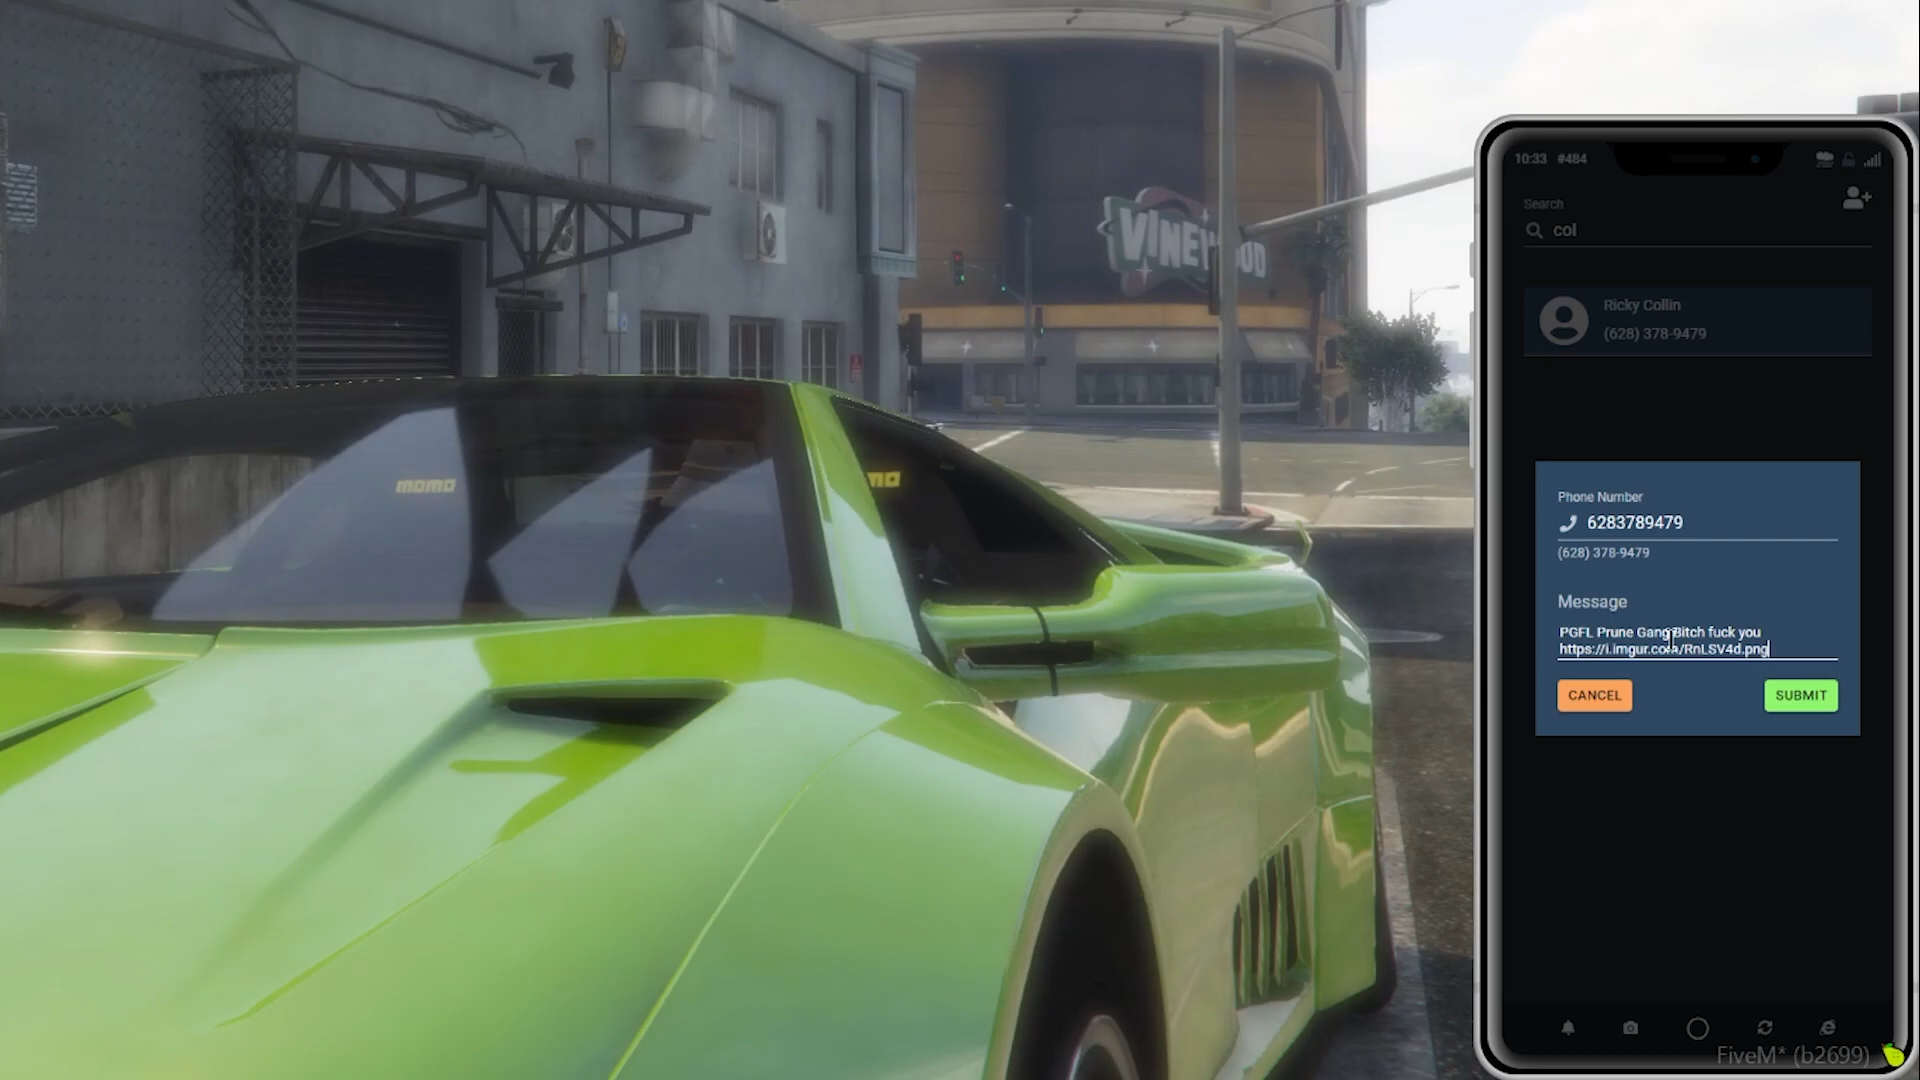 VINEWOOD
momo
mo
10:33 #484
Search
col
Ricky Collin
(628) 378-9479
Phone Number
6283789479
(628) 378-9479
Message
PGFL Prune Gang Bitch fuck you
https://i.imgur.com/RnLSV4d.png
CANCEL
SUBMIT
FiveM* (b2699)